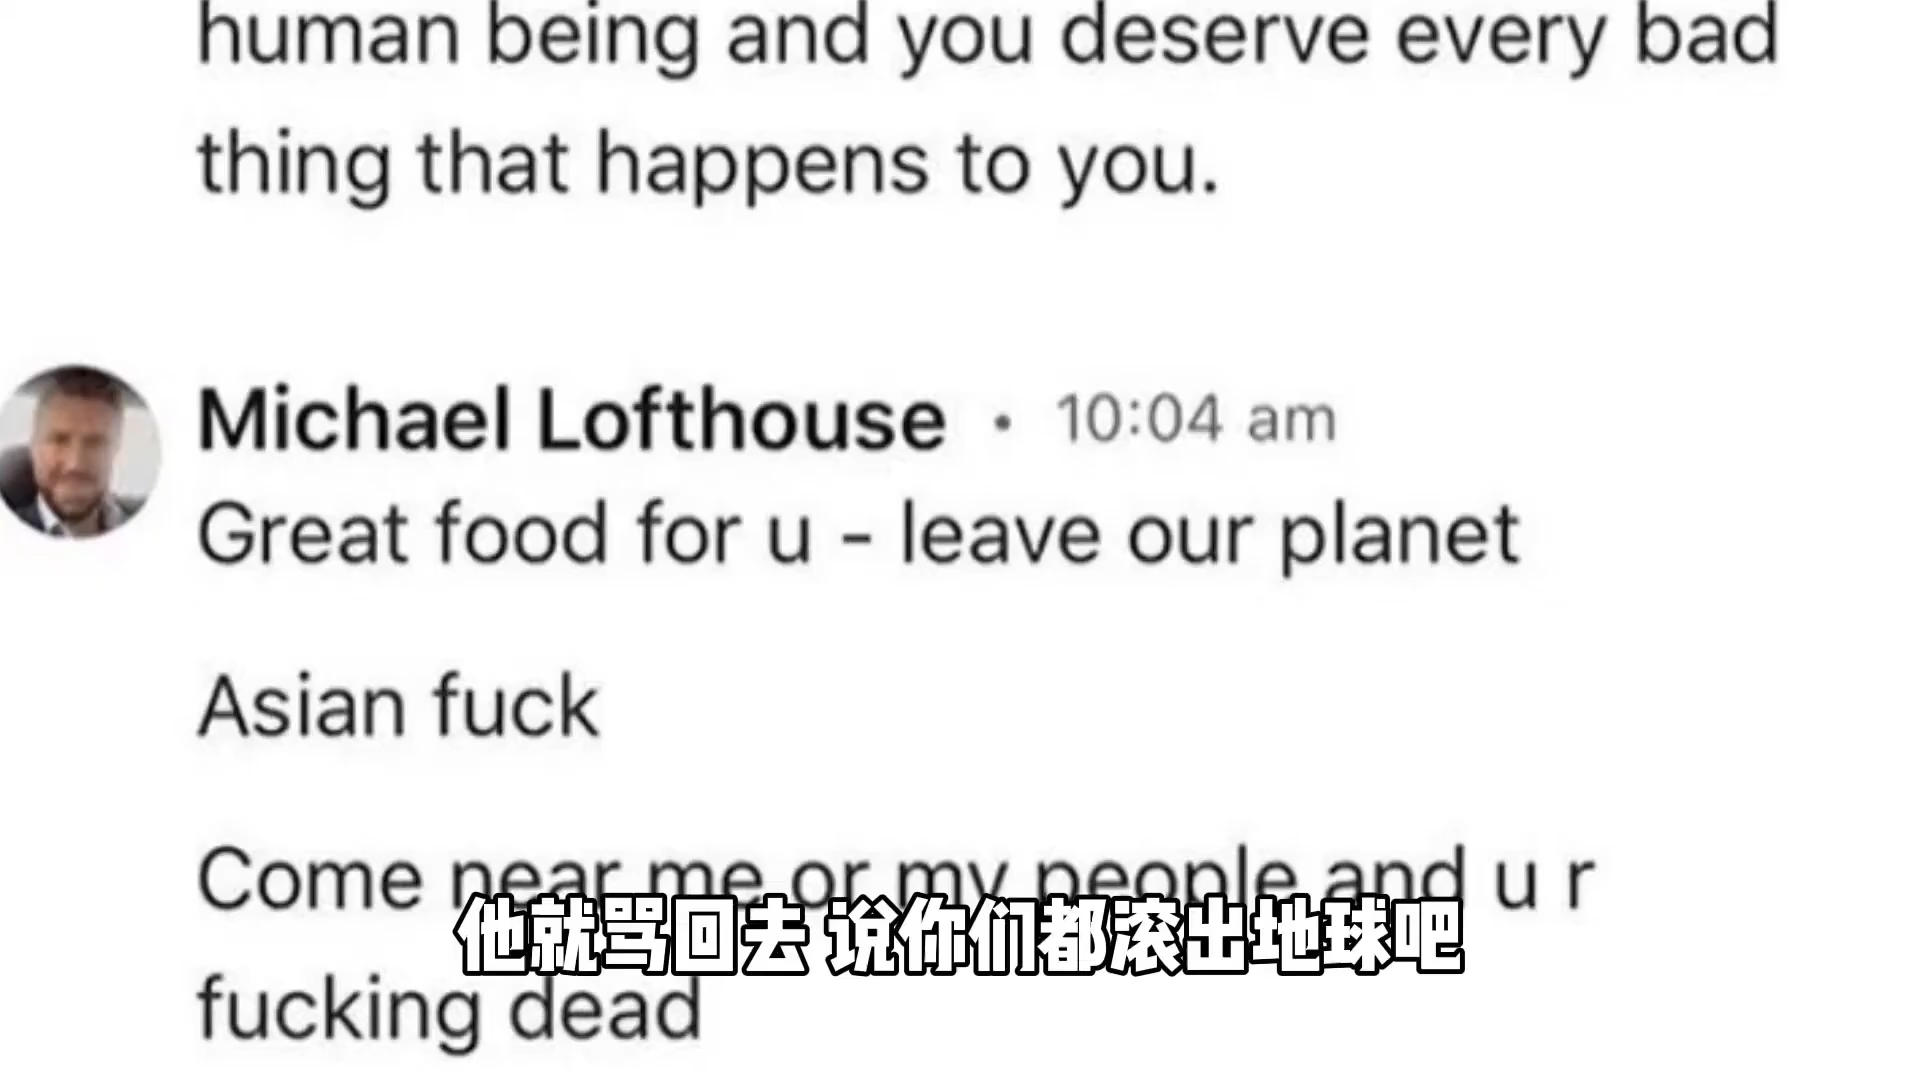 human being and you deserve every bad
thing that happens to you.
Michael Lofthouse • 10:04 am
Great food for u - leave our planet
Asian fuck
Come near me or my people and u r
他就骂回去 说你们都滚出地球吧
fucking dead